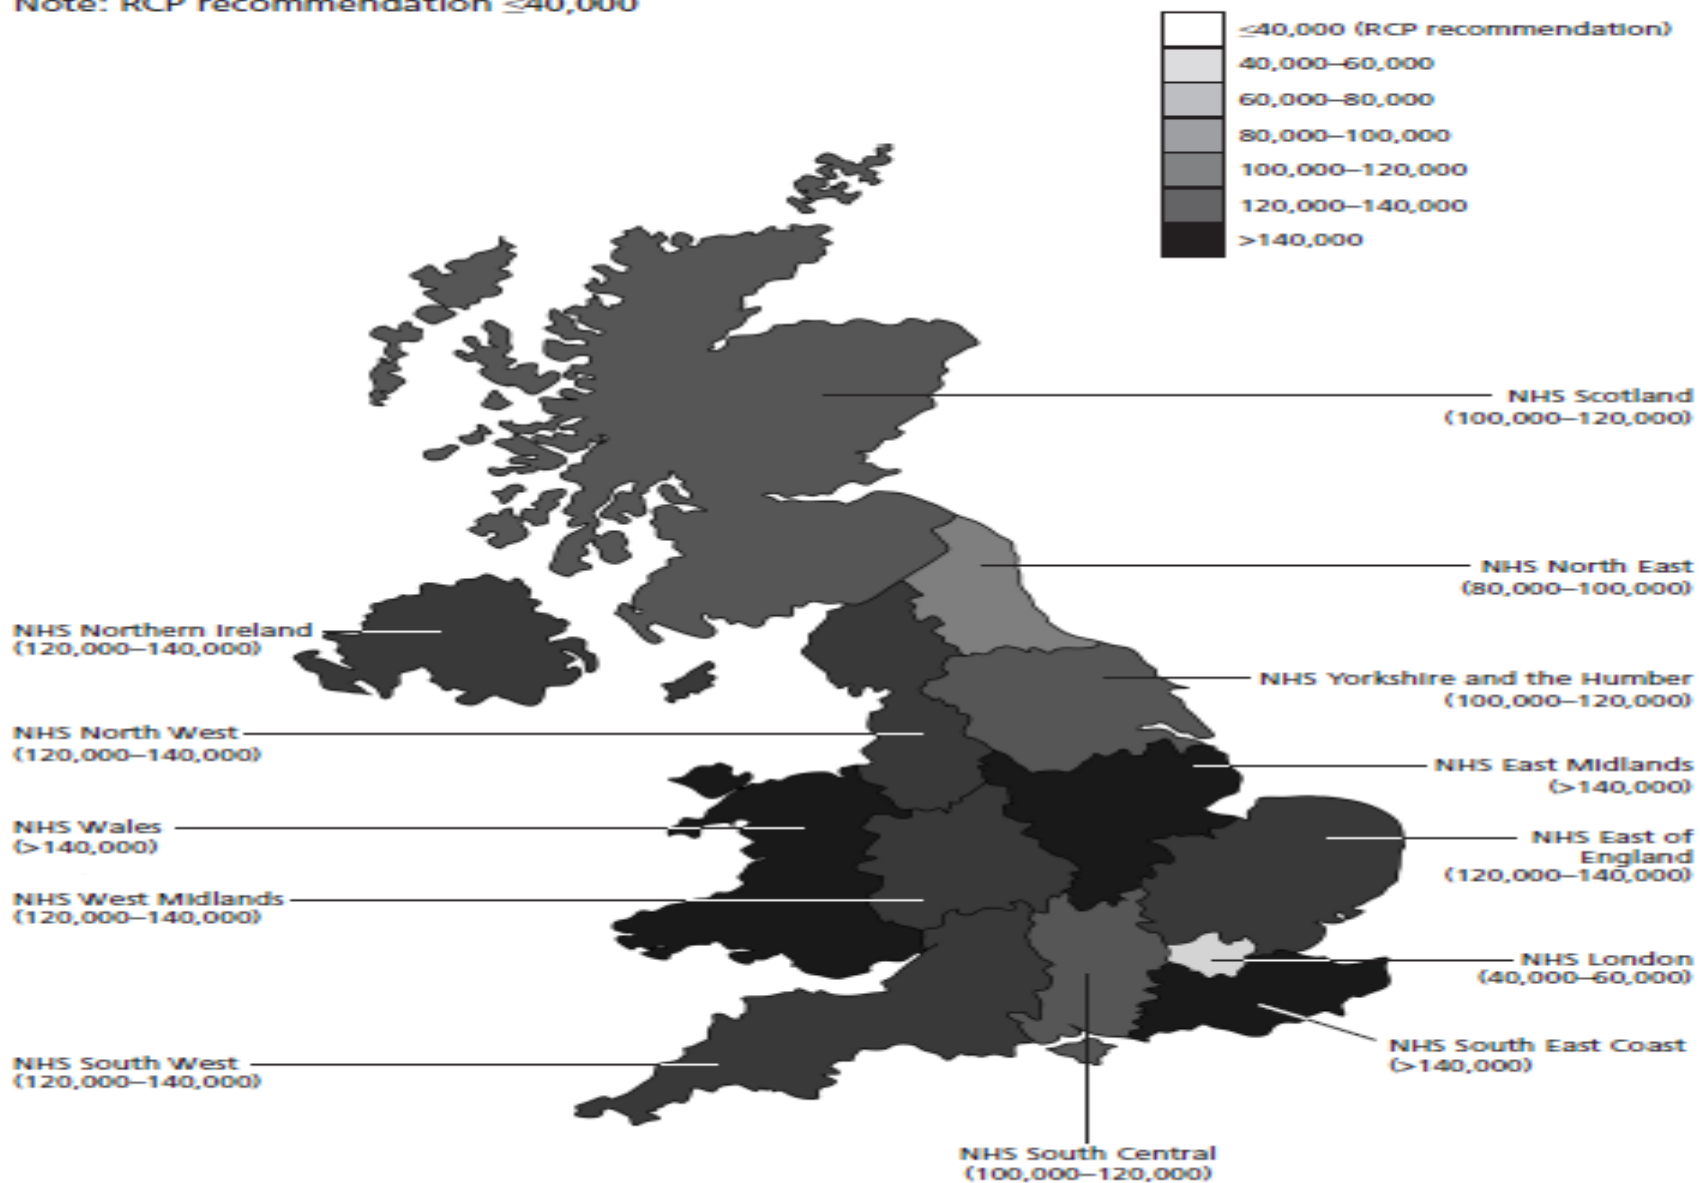 Note: RCP recommendation ≤40,000
≤40,000 (RCP recommendation)
40,000–60,000
60,000–80,000
80,000–100,000
100,000–120,000
120,000–140,000
>140,000
NHS Scotland
(100,000–120,000)
NHS North East
(80,000–100,000)
NHS Northern Ireland
(120,000–140,000)
NHS Yorkshire and the Humber
(100,000–120,000)
NHS North West
(120,000–140,000)
NHS East Midlands
(>140,000)
NHS Wales
(>140,000)
NHS East of
England
(120,000–140,000)
NHS West Midlands
(120,000–140,000)
NHS London
(40,000–60,000)
NHS South East Coast
(>140,000)
NHS South West
(120,000–140,000)
NHS South Central
(100,000–120,000)